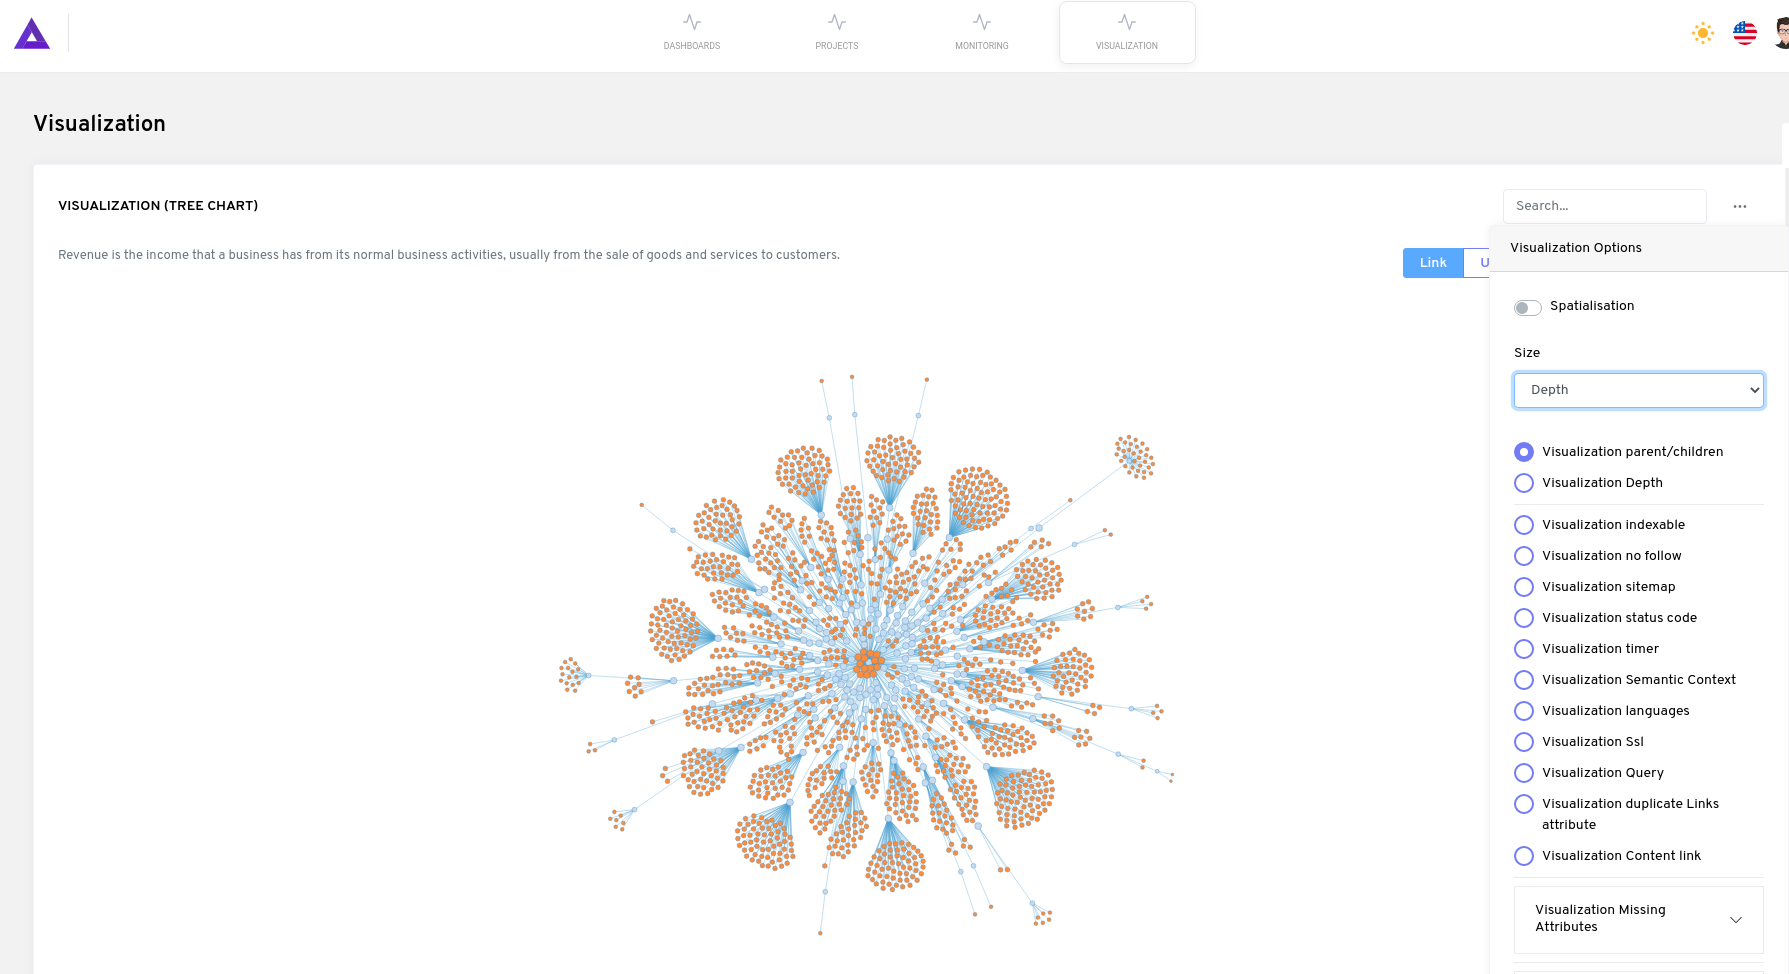 DASHBOARDS
PROJECTS
MONITORING
VISUALIZATION
Visualization
VISUALIZATION (TREE CHART)
Search...
Revenue is the income that a business has from its normal business activities, usually from the sale of goods and services to customers.
Link
U
Visualization Options
Spatialisation
Size
Depth
Visualization parent/children
Visualization Depth
Visualization indexable
Visualization no follow
Visualization sitemap
Visualization status code
Visualization timer
Visualization Semantic Context
Visualization languages
Visualization Ssl
Visualization Query
Visualization duplicate Links
attribute
Visualization Content link
Visualization Missing
Attributes